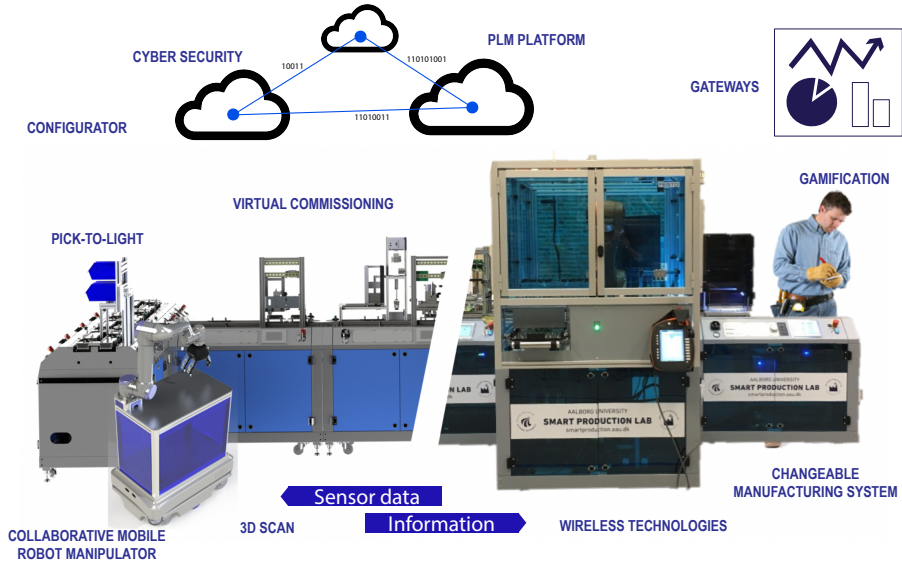 PLM PLATFORM
CYBER SECURITY
10011
110101001
GATEWAYS
11010011
CONFIGURATOR
GAMIFICATION
VIRTUAL COMMISSIONING
PICK-TO-LIGHT
N LAB
AALBORG UNIVERSITY
SMART PRODUCTION LAB
smartproduction.aau.dk
AALBORG UNIVERSITY
SMART PRODUCTION LAB
smartproduction.aau.dk
CHANGEABLE
MANUFACTURING SYSTEM
Sensor data
Information
3D SCAN
WIRELESS TECHNOLOGIES
COLLABORATIVE MOBILE
ROBOT MANIPULATOR